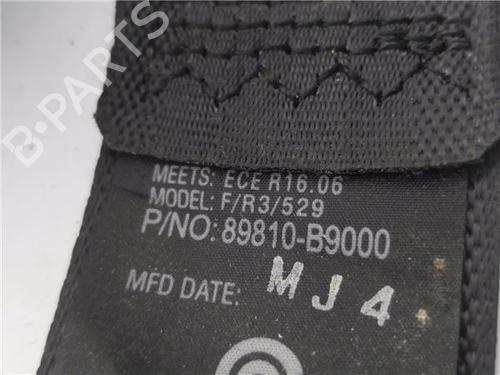 B-PARTS
MEETS: ECE R16.06
MODEL: F/R3/529
P/NO: 89810-B9000
MFD DATE: MJ4